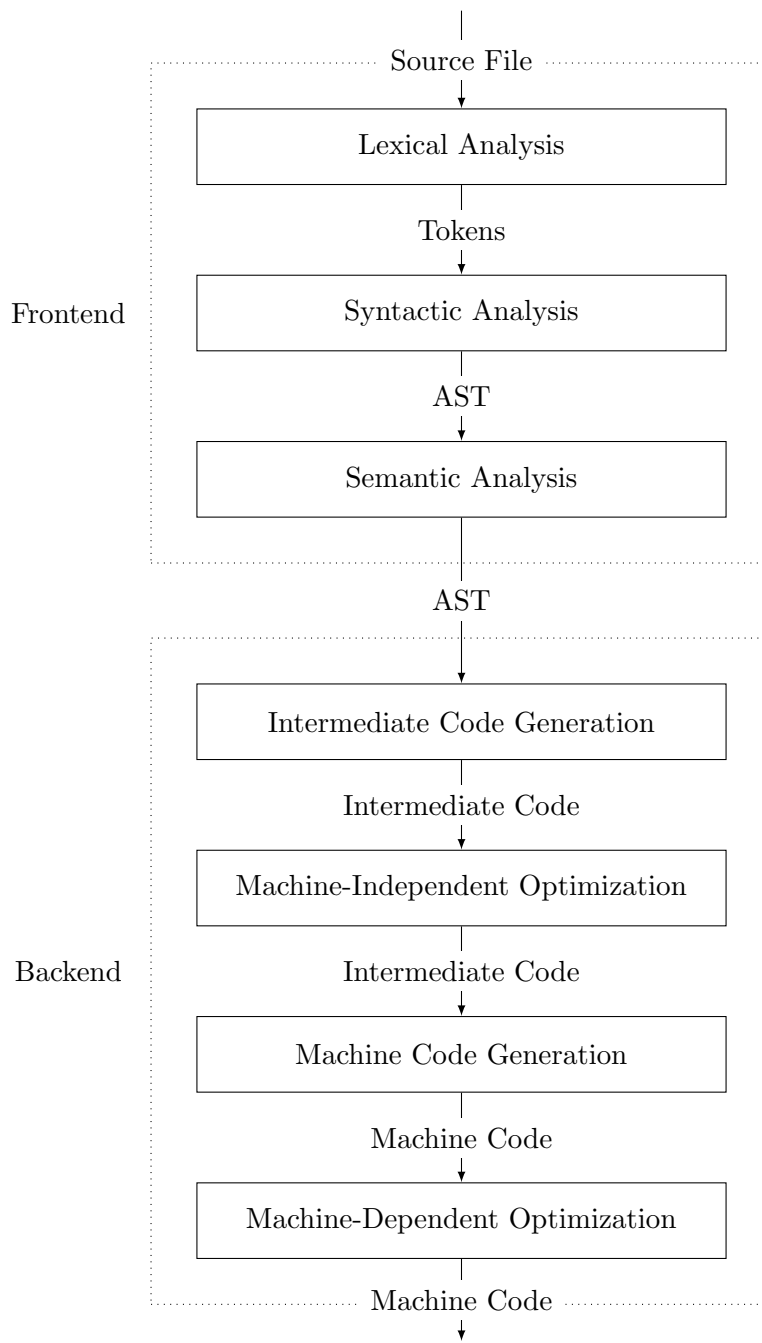 Source File
Lexical Analysis
Tokens
Frontend
Syntactic Analysis
AST
Semantic Analysis
AST
Intermediate Code Generation
Intermediate Code
Machine-Independent Optimization
Backend
Intermediate Code
Machine Code Generation
Machine Code
Machine-Dependent Optimization
Machine Code